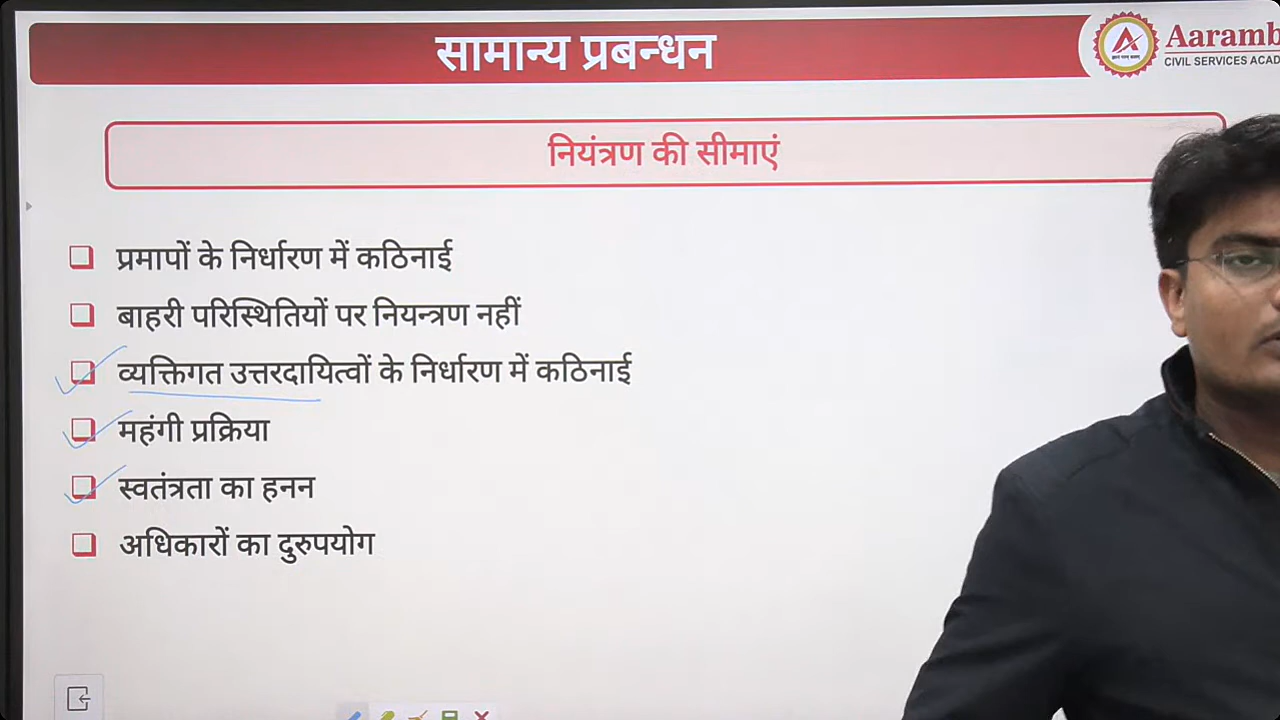 सामान्य प्रबन्धन
Aaramb
CIVIL SERVICES ACAD
नियंत्रण की सीमाएं
प्रमापों के निर्धारण में कठिनाई
बाहरी परिस्थितियों पर नियन्त्रण नहीं
व्यक्तिगत उत्तरदायित्वों के निर्धारण में कठिनाई
महंगी प्रक्रिया
स्वतंत्रता का हनन
अधिकारों का दुरुपयोग